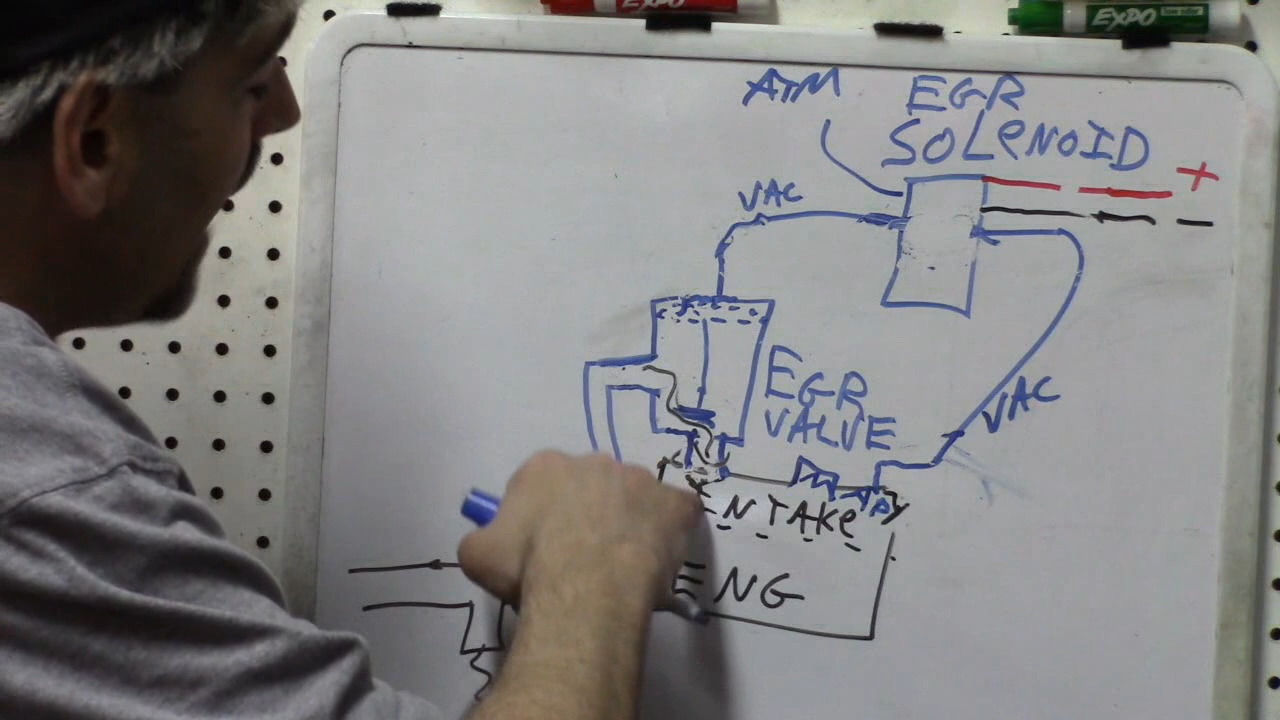 EXPO
EXPO
ATM
EGR
SOLeNOID
+
VAC
-
EGR
VALVE
VAC
ENG